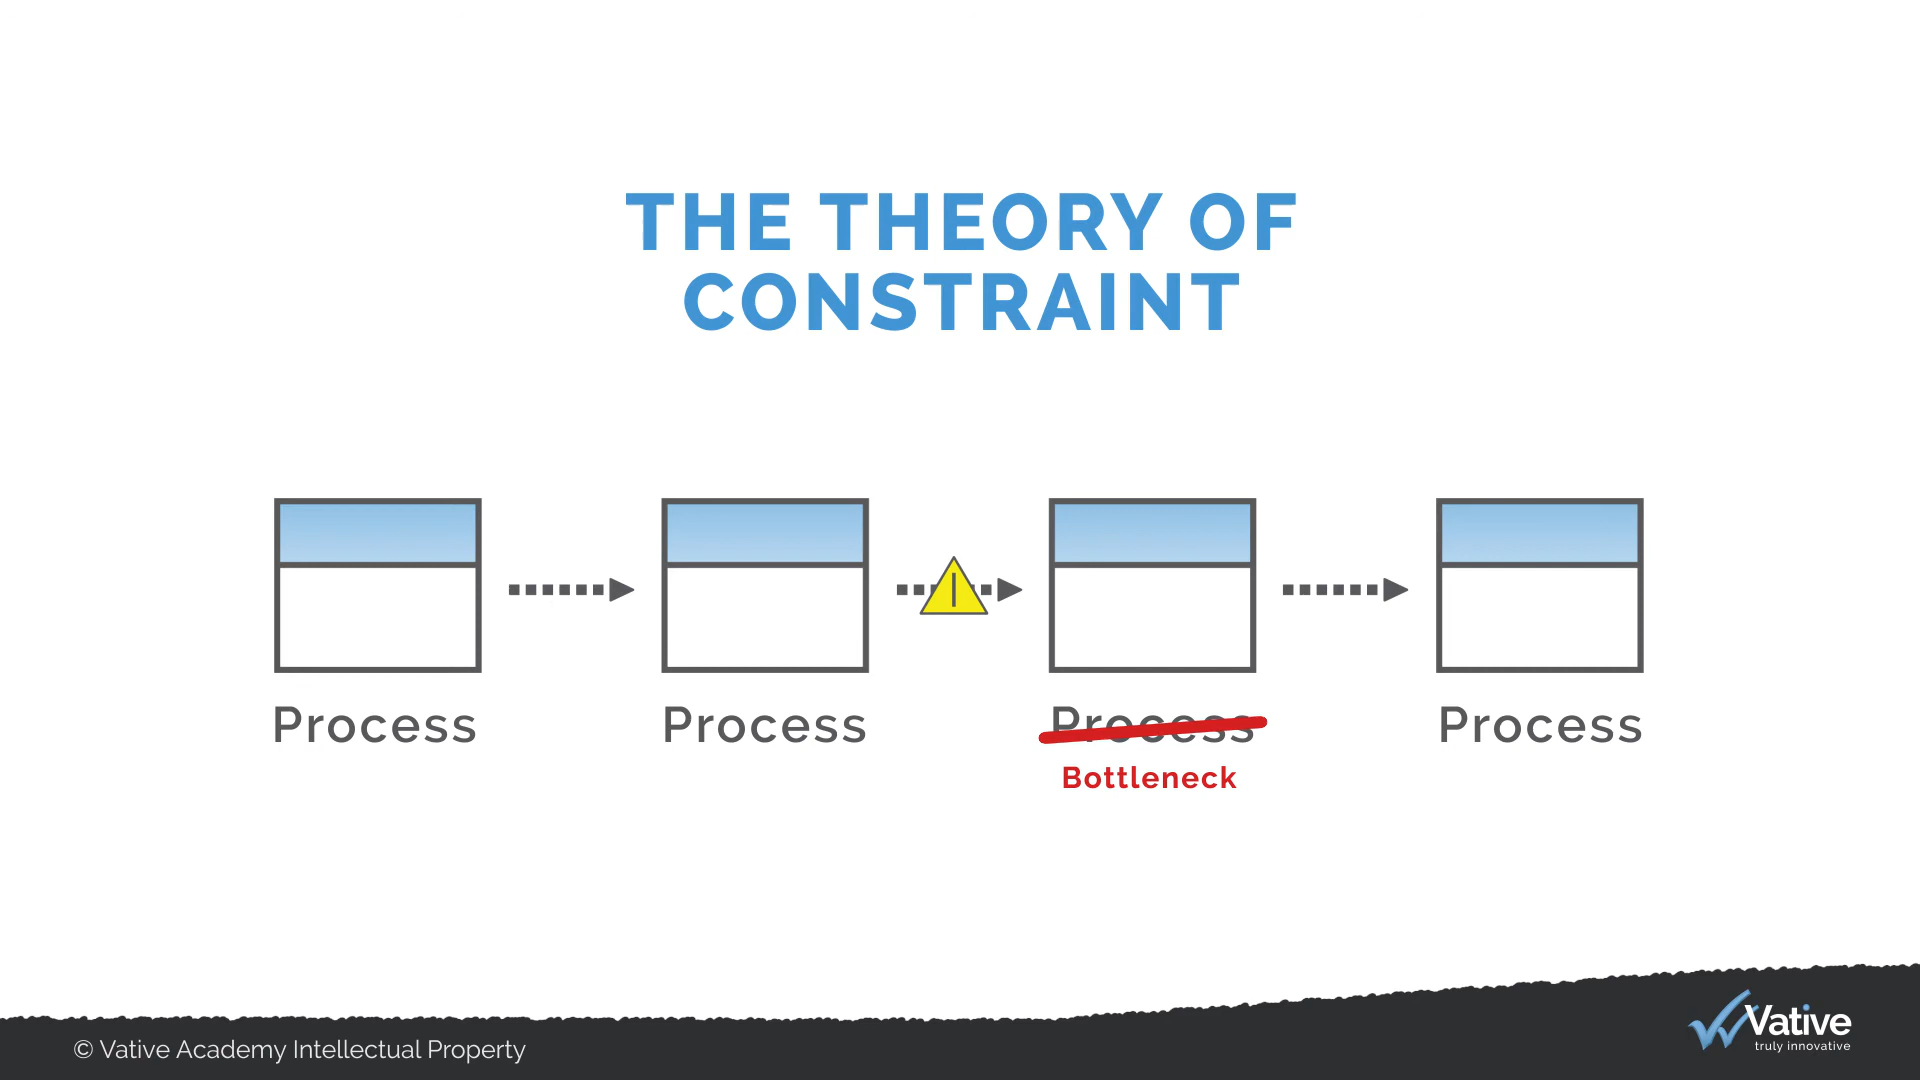 THE THEORY OF
CONSTRAINT
Process
Process
Process
Process
Bottleneck
© Vative Academy Intellectual Property
Vative
truly innovative